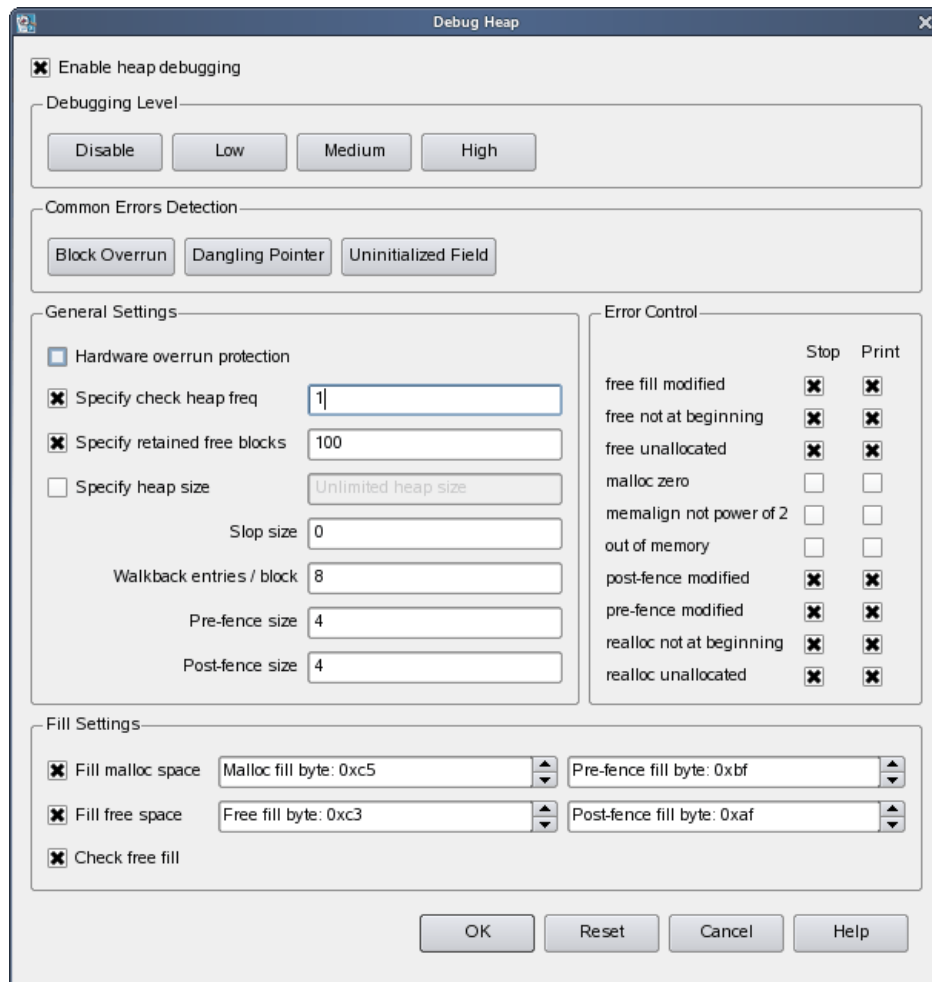 Debug Heap
Enable heap debugging
Debugging Level
Disable Low Medium High
Common Errors Detection
Block Overrun Dangling Pointer Uninitialized Field
General Settings
Hardware overrun protection
Specify check heap freq 1
Specify retained free blocks 100
Specify heap size Unlimited heap size
Slop size 0
Walkback entries / block 8
Pre-fence size 4
Post-fence size 4
Error Control
Stop Print
free fill modified
free not at beginning
free unallocated
malloc zero
memalign not power of 2
out of memory
post-fence modified
pre-fence modified
realloc not at beginning
realloc unallocated
Fill Settings
Fill malloc space Malloc fill byte: 0xc5 Pre-fence fill byte: 0xbf
Fill free space Free fill byte: 0xc3 Post-fence fill byte: 0xaf
Check free fill
OK Reset Cancel Help